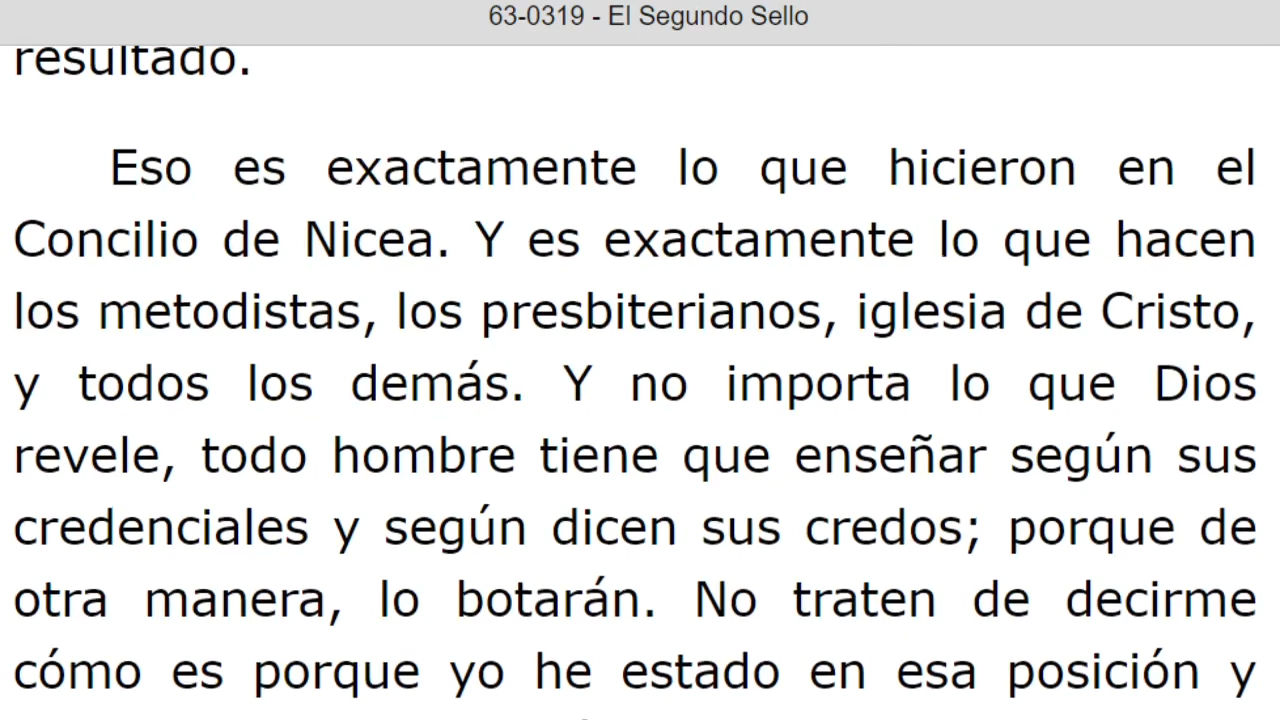 63-0319 - El Segundo Sello
resultado.
Eso es exactamente lo que hicieron en el
Concilio de Nicea. Y es exactamente lo que hacen
los metodistas, los presbiterianos, iglesia de Cristo,
y todos los demás. Y no importa lo que Dios
revele, todo hombre tiene que enseñar según sus
credenciales y según dicen sus credos; porque de
otra manera, lo botarán. No traten de decirme
cómo es porque yo he estado en esa posición y